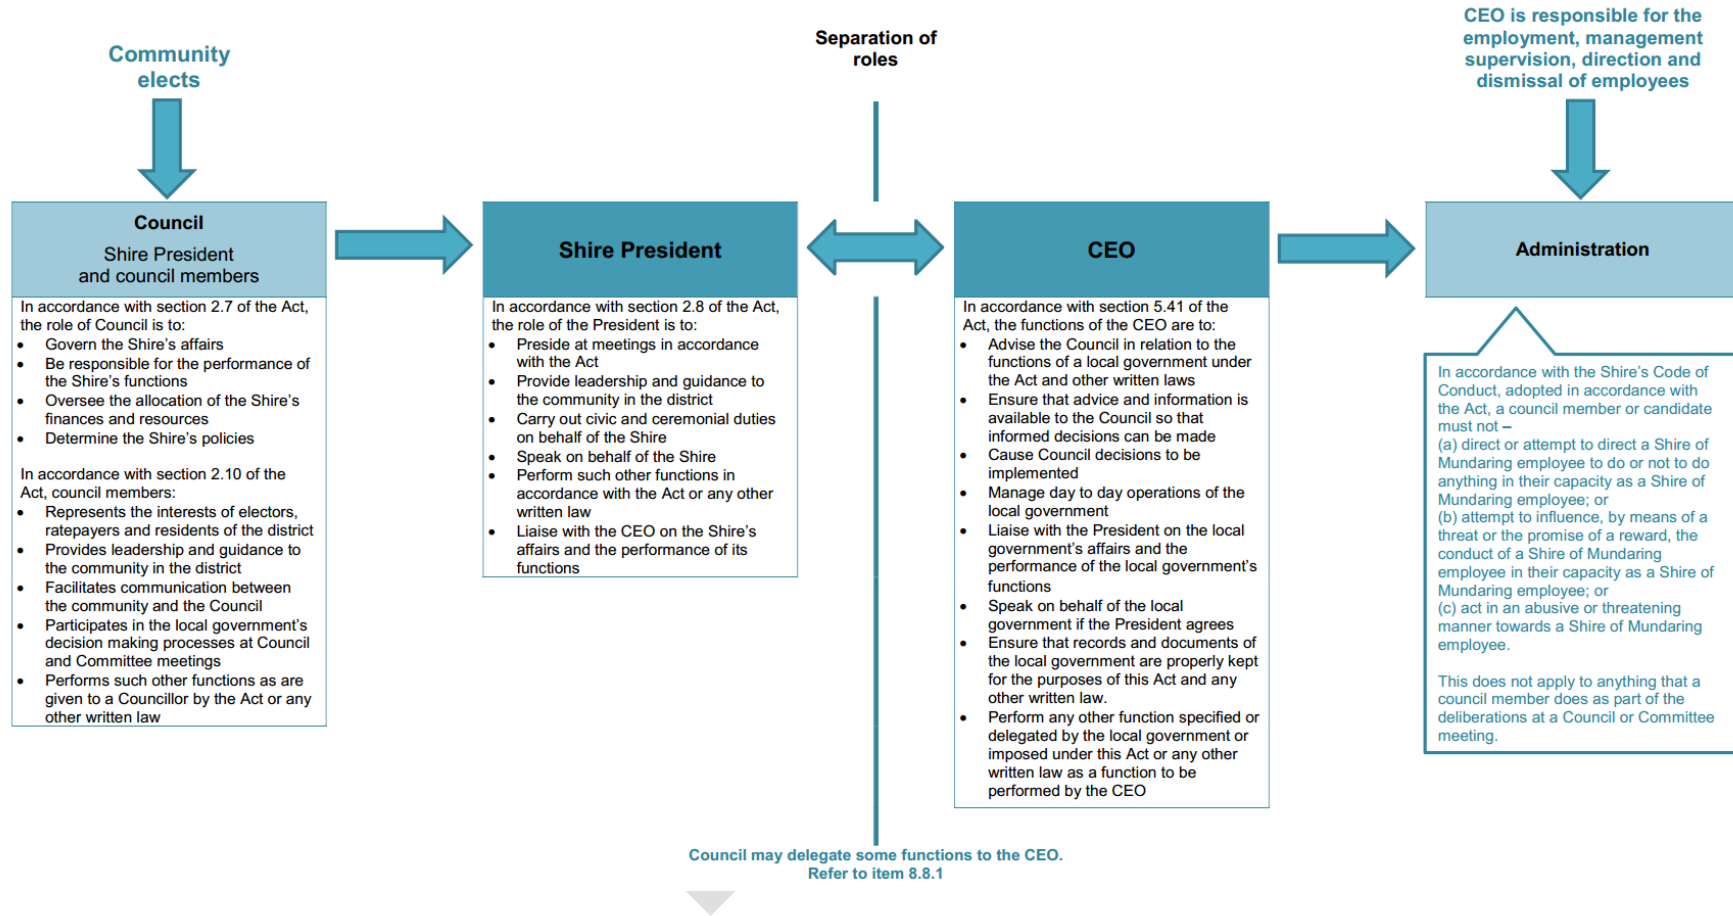 Community
elects
Separation of
roles
CEO is responsible for the
employment, management
supervision, direction and
dismissal of employees
Council
Shire President
and council members
In accordance with section 2.7 of the Act,
the role of Council is to:
• Govern the Shire's affairs
• Be responsible for the performance of
the Shire's functions
• Oversee the allocation of the Shire's
finances and resources
• Determine the Shire's policies
In accordance with section 2.10 of the
Act, council members:
• Represents the interests of electors,
ratepayers and residents of the district
• Provides leadership and guidance to
the community in the district
• Facilitates communication between
the community and the Council
• Participates in the local government's
decision making processes at Council
and Committee meetings
• Performs such other functions as are
given to a Councillor by the Act or any
other written law
Shire President
In accordance with section 2.8 of the Act,
the role of the President is to:
• Preside at meetings in accordance
with the Act
• Provide leadership and guidance to
the community in the district
• Carry out civic and ceremonial duties
on behalf of the Shire
• Speak on behalf of the Shire
• Perform such other functions in
accordance with the Act or any other
written law
• Liaise with the CEO on the Shire's
affairs and the performance of its
functions
CEO
In accordance with section 5.41 of the
Act, the functions of the CEO are to:
• Advise the Council in relation to the
functions of a local government under
the Act and other written laws
• Ensure that advice and information is
available to the Council so that
informed decisions can be made
• Cause Council decisions to be
implemented
• Manage day to day operations of the
local government
• Liaise with the President on the local
government's affairs and the
performance of the local government's
functions
• Speak on behalf of the local
government if the President agrees
• Ensure that records and documents of
the local government are properly kept
for the purposes of this Act and any
other written law.
• Perform any other function specified or
delegated by the local government or
imposed under this Act or any other
written law as a function to be
performed by the CEO
Administration
In accordance with the Shire's Code of
Conduct, adopted in accordance with
the Act, a council member or candidate
must not –
(a) direct or attempt to direct a Shire of
Mundaring employee to do or not to do
anything in their capacity as a Shire of
Mundaring employee; or
(b) attempt to influence, by means of a
threat or the promise of a reward, the
conduct of a Shire of Mundaring
employee in their capacity as a Shire of
Mundaring employee; or
(c) act in an abusive or threatening
manner towards a Shire of Mundaring
employee.
This does not apply to anything that a
council member does as part of the
deliberations at a Council or Committee
meeting.
Council may delegate some functions to the CEO.
Refer to item 8.8.1